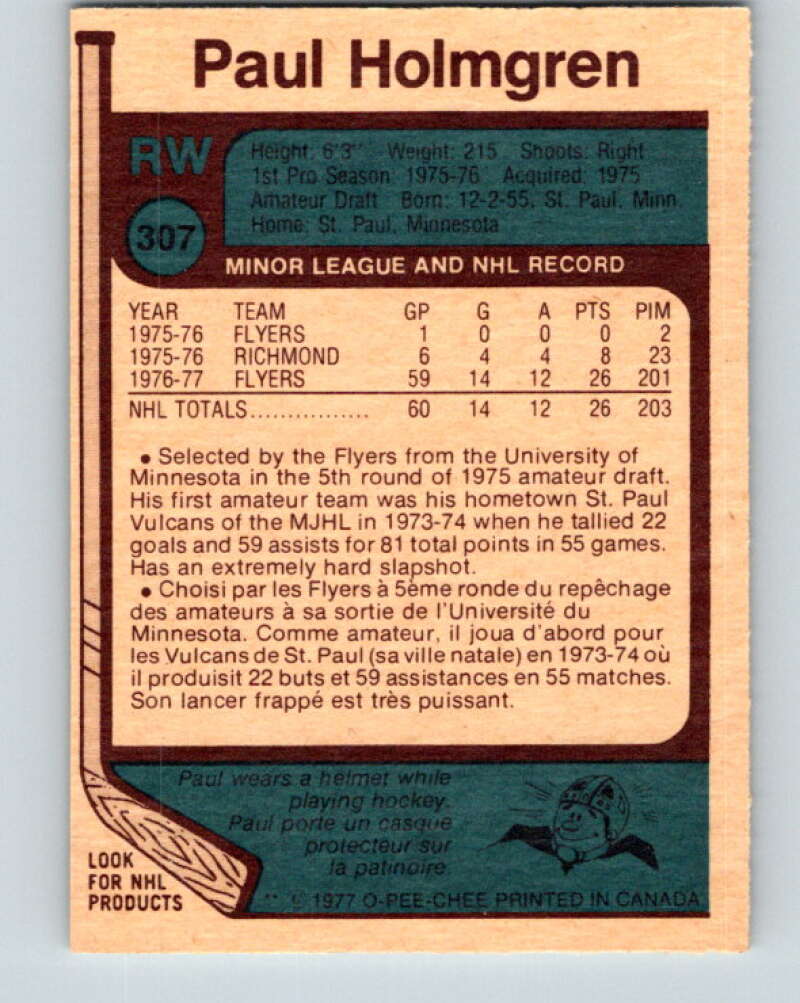 Paul Holmgren
RW
Height: 6'3" Weight: 215 Shoots: Right
1st Pro Season: 1975-76 Acquired: 1975
Amateur Draft Born: 12-2-55, St. Paul, Minn.
Home: St. Paul, Minnesota
307
MINOR LEAGUE AND NHL RECORD
YEAR TEAM GP G A PTS PIM
1975-76 FLYERS 1 0 0 0 2
1975-76 RICHMOND 6 4 4 8 23
1976-77 FLYERS 59 14 12 26 201
NHL TOTALS................ 60 14 12 26 203
• Selected by the Flyers from the University of
Minnesota in the 5th round of 1975 amateur draft.
His first amateur team was his hometown St. Paul
Vulcans of the MJHL in 1973-74 when he tallied 22
goals and 59 assists for 81 total points in 55 games.
Has an extremely hard slapshot.
• Choisi par les Flyers à 5ème ronde du repêchage
des amateurs à sa sortie de l'Université du
Minnesota. Comme amateur, il joua d'abord pour
les Vulcans de St. Paul (sa ville natale) en 1973-74 où
il produisit 22 buts et 59 assistances en 55 matches.
Son lancer frappé est très puissant.
Paul wears a helmet while
playing hockey.
Paul porte un casque
protecteur sur
la patinoire.
LOOK
FOR NHL
PRODUCTS
** © 1977 O-PEE-CHEE PRINTED IN CANADA